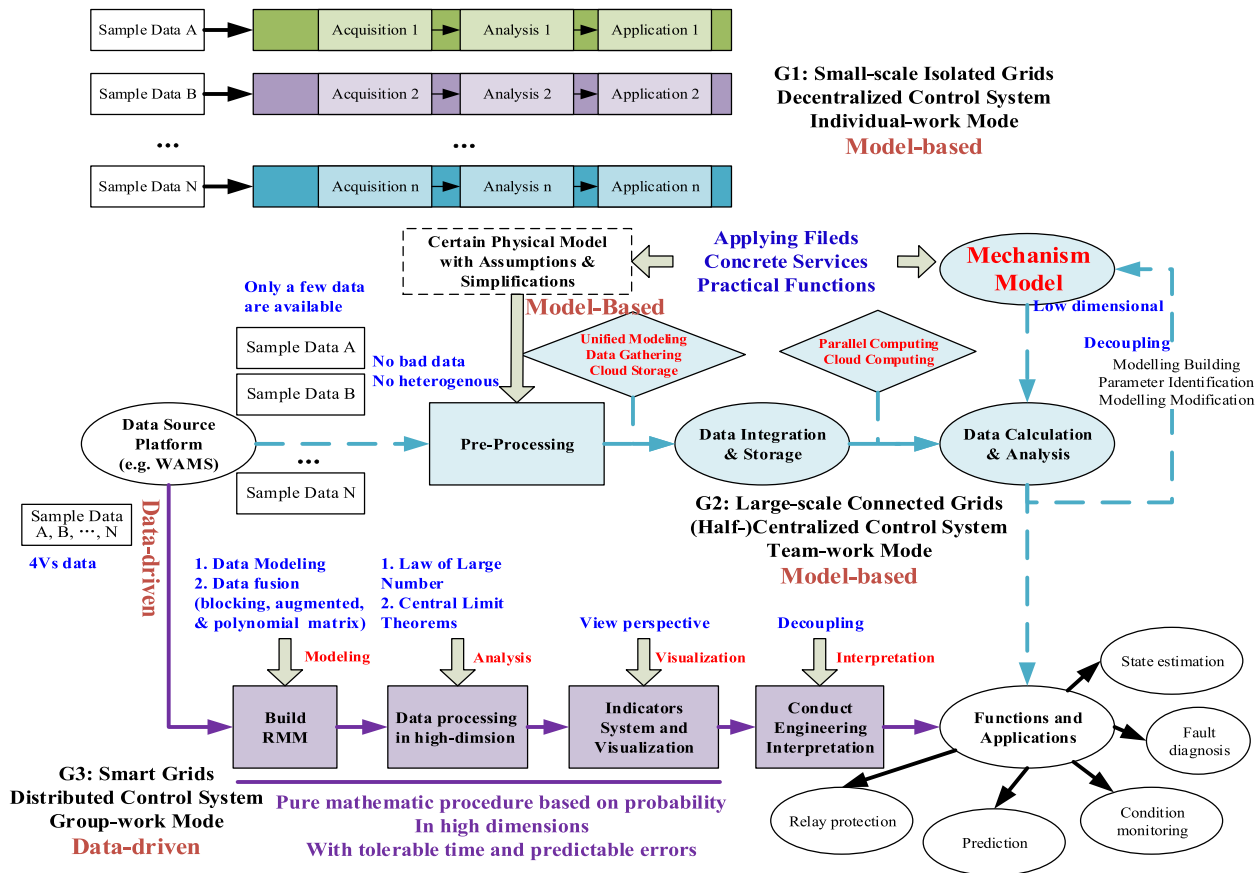 Sample Data A
Acquisition 1
Analysis 1
Application 1
Sample Data B
Acquisition 2
Analysis 2
Application 2
...
...
Sample Data N
Acquisition n
Analysis n
Application n
G1: Small-scale Isolated Grids
Decentralized Control System
Individual-work Mode
Model-based
Certain Physical Model
with Assumptions &
Simplifications
Applying Fileds
Concrete Services
Practical Functions
Mechanism
Model
Only a few data
are available
Model-Based
Low dimensional
Sample Data A
No bad data
No heterogenous
Sample Data B
Unified Modeling
Data Gathering
Cloud Storage
Parallel Computing
Cloud Computing
Decoupling
Modelling Building
Parameter Identification
Modelling Modification
Data Source
Platform
(e.g. WAMS)
...
Sample Data N
Pre-Processing
Data Integration
& Storage
Data Calculation
& Analysis
G2: Large-scale Connected Grids
(Half-)Centralized Control System
Team-work Mode
Model-based
Sample Data
A, B, ···, N
4Vs data
Data-driven
1. Data Modeling
2. Data fusion
(blocking, augmented,
& polynomial matrix)
1. Law of Large
Number
2. Central Limit
Theorems
View perspective
Decoupling
Modeling
Analysis
Visualization
Interpretation
Build
RMM
Data processing
in high-dimsion
Indicators
System and
Visualization
Conduct
Engineering
Interpretation
Functions and
Applications
State estimation
Fault
diagnosis
Condition
monitoring
Prediction
Relay protection
G3: Smart Grids
Distributed Control System
Group-work Mode
Data-driven
Pure mathematic procedure based on probability
In high dimensions
With tolerable time and predictable errors